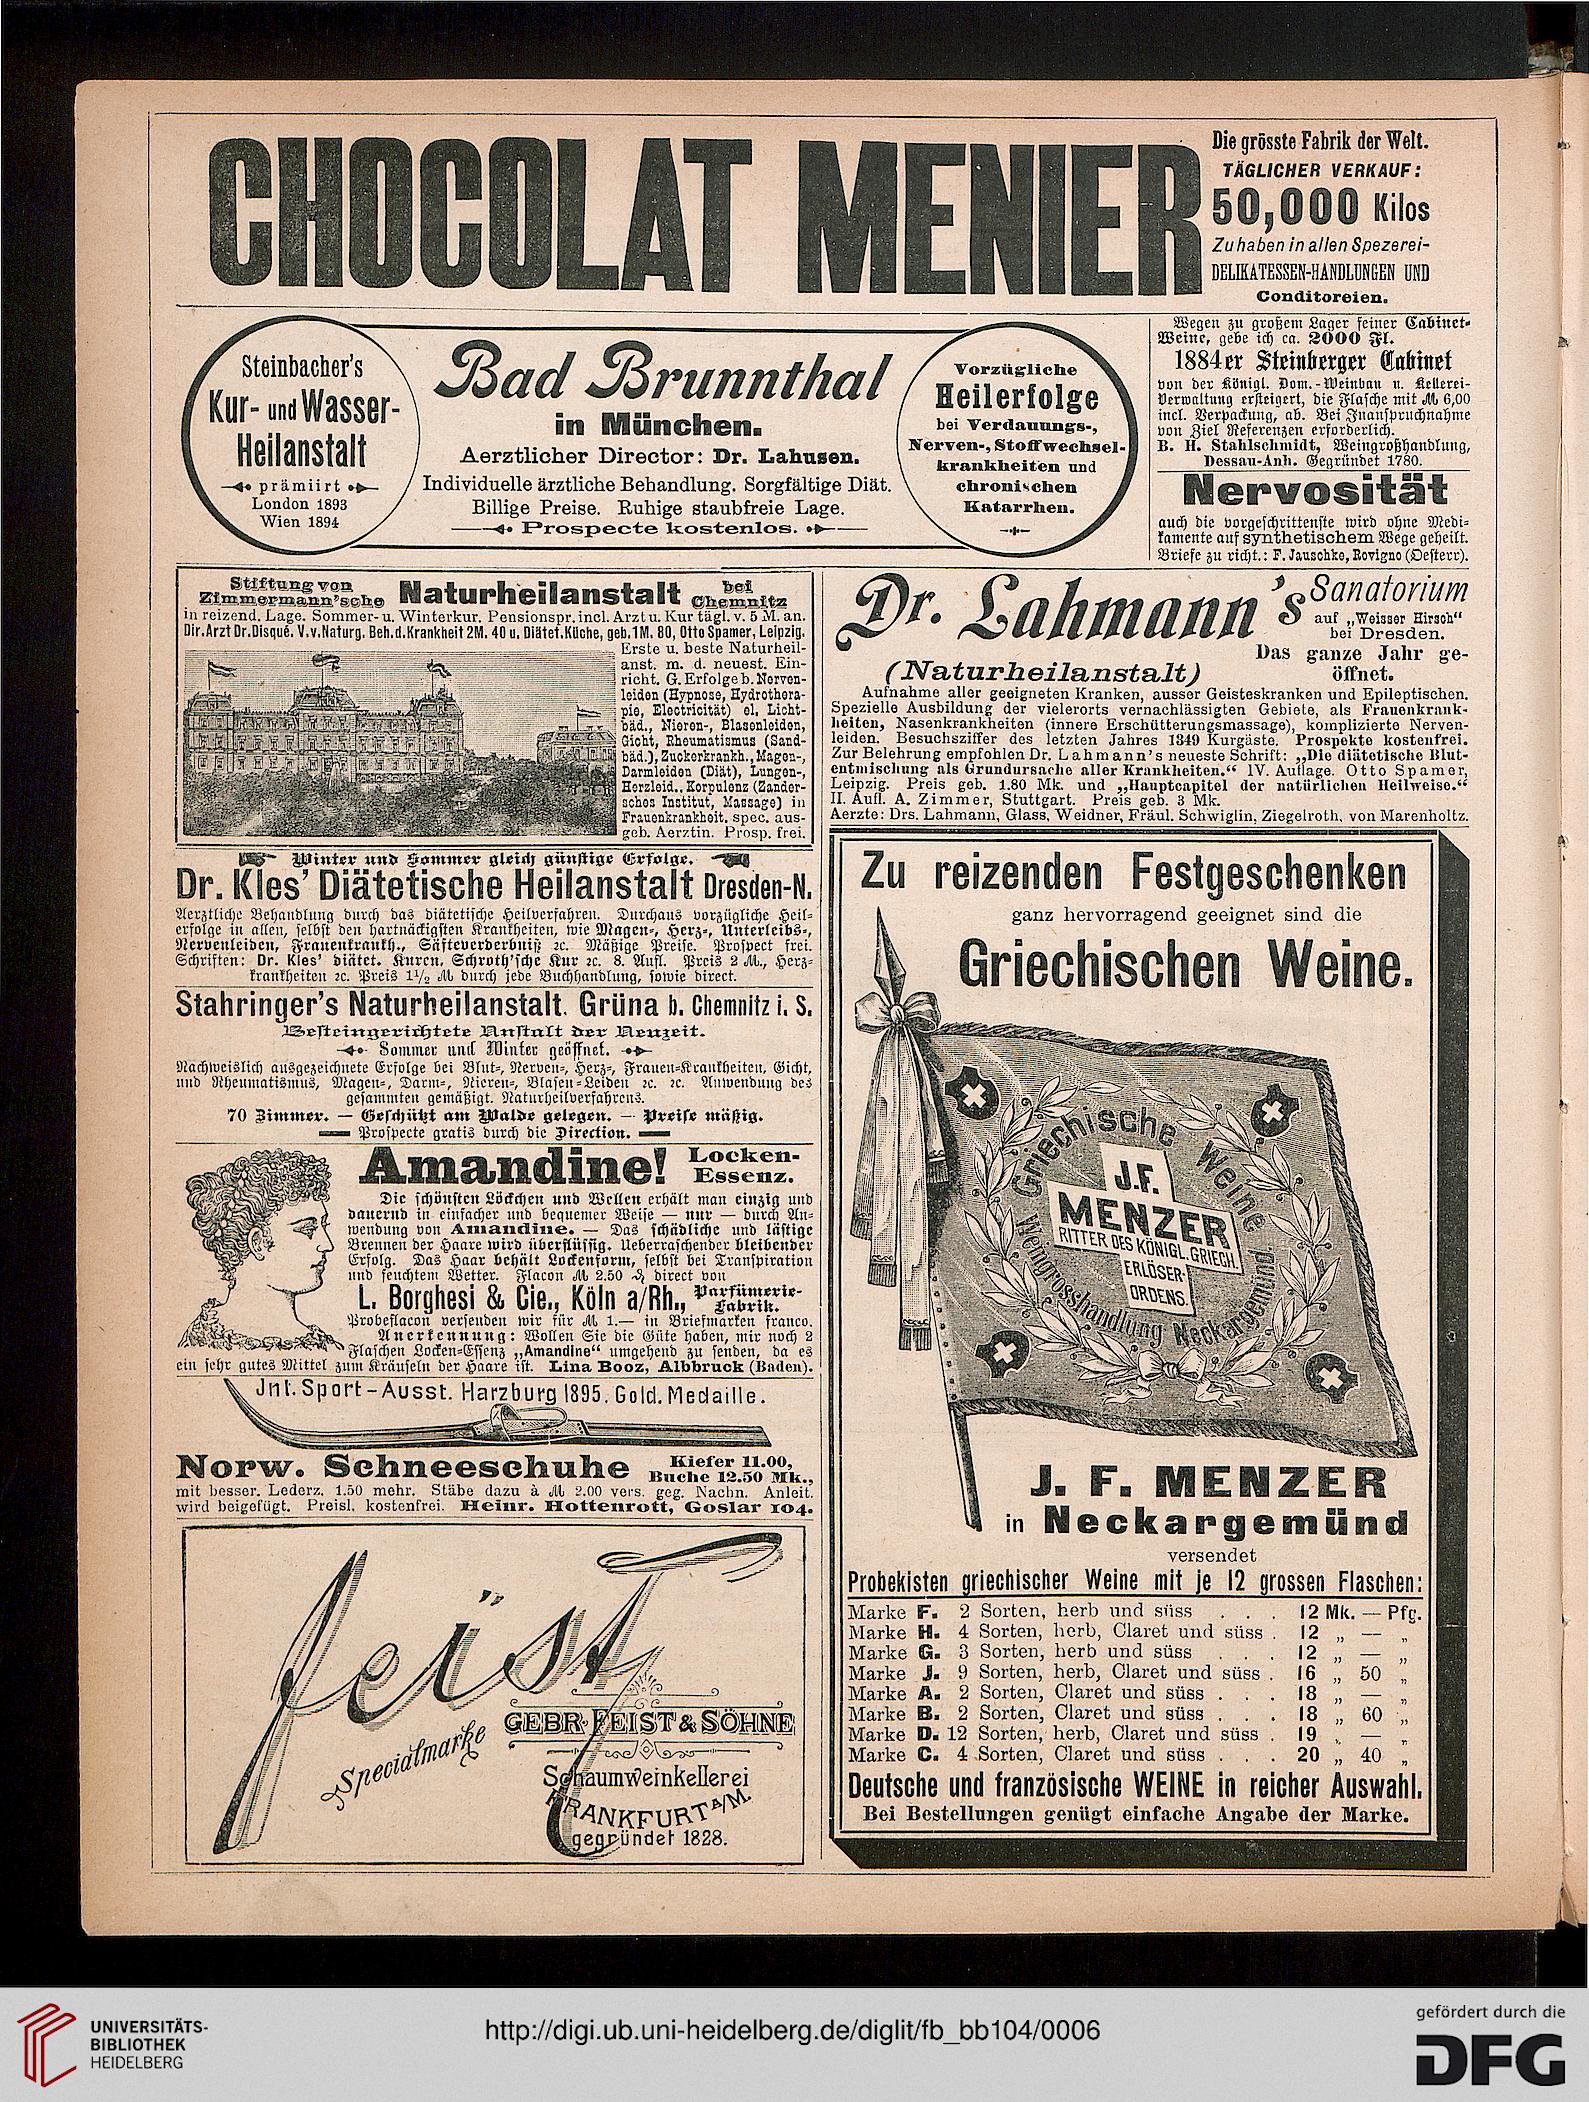 CHOCOLAT MENIER
Die grösste Fabrik der Welt.
TÄGLICHER VERKAUF:
50,000 Kilos
Zu haben in allen Spezerei-
DELIKATESSEN-HANDLUNGEN UND
Conditoreien.
Steinbacher's
Kur- und Wasser-
Heilanstalt
prämiirt
London 1893
Wien 1894
Bad Brunnthal
in München.
Aerztlicher Director: Dr. Lahusen.
Individuelle ärztliche Behandlung. Sorgfältige Diät.
Billige Preise. Ruhige staubfreie Lage.
Prospecte kostenlos.
Vorzügliche
Heilerfolge
bei Verdauungs-,
Nerven-, Stoffwechsel-
krankheiten und
chronischen
Katarrhen.
Wegen zu großem Lager feiner Cabinet-
Weine, gebe ich ca. 2000 Fl.
1884er Steinberger Cabinet
von der Königl. Dom.-Weinbau u. Kellerei-
Verwaltung ersteigert, die Flasche mit M 6,00
incl. Verpackung, ab. Bei Inanspruchnahme
von Ziel Referenzen erforderlich.
B. H. Stahlschmidt, Weingroßhandlung,
Dessau-Anh. Gegründet 1780.
Nervosität
auch die vorgeschrittenste wird ohne Medi-
kamente auf synthetischem Wege geheilt.
Briefe zu richt.: F. Jauschke, Rovigno (Oesterr).
Stiftung von
Zimmermann'sche Naturheilanstalt bei
Chemnitz
in reizend. Lage. Sommer- u. Winterkur. Pensionspr. incl. Arzt u. Kur tägl. v. 5 M. an.
Dir. Arzt Dr. Disqué. V. v. Naturg. Beh. d. Krankheit 2M. 40 u. Diätet. Küche, geb. 1M. 80, Otto Spamer, Leipzig.
Erste u. beste Naturheil-
anst. m. d. neuest. Ein-
richt. G. Erfolge b. Nerven-
leiden (Hypnose, Hydrothera-
pie, Electricität) el. Licht-
bäd., Nieren-, Blasenleiden,
Gicht, Rheumatismus (Sand-
bäd.), Zuckerkrankh., Magen-,
Darmleiden (Diät), Lungen-,
Herzleid., Korpulenz (Zander-
sches Institut, Massage) in
Frauenkrankheit. spec. aus-
geb. Aerztin. Prosp. frei.
Dr. Lahmann's Sanatorium
auf „Weisser Hirsch“
bei Dresden.
(Naturheilanstalt)
Das ganze Jahr ge-
öffnet.
Aufnahme aller geeigneten Kranken, ausser Geisteskranken und Epileptischen.
Spezielle Ausbildung der vielerorts vernachlässigten Gebiete, als Frauenkrank-
heiten, Nasenkrankheiten (innere Erschütterungsmassage), komplizierte Nerven-
leiden. Besuchsziffer des letzten Jahres 1349 Kurgäste. Prospekte kostenfrei.
Zur Belehrung empfohlen Dr. Lahmann's neueste Schrift: „Die diätetische Blut-
entmischung als Grundursache aller Krankheiten.“ IV. Auflage. Otto Spamer,
Leipzig. Preis geb. 1.80 Mk. und „Hauptcapitel der natürlichen Heilweise.“
II. Aufl. A. Zimmer, Stuttgart. Preis geb. 3 Mk.
Aerzte: Drs. Lahmann, Glass, Weidner, Fräul. Schwiglin, Ziegelroth, von Marenholtz.
Winter und Sommer gleich günstige Erfolge.
Dr. Kles' Diätetische Heilanstalt Dresden-N.
Aerztliche Behandlung durch das diätetische Heilverfahren. Durchaus vorzügliche Heil-
erfolge in allen, selbst den hartnäckigsten Krankheiten, wie Magen-, Herz-, Unterleibs-,
Nervenleiden, Frauenkrankh., Säfteverderbniß ꝛc. Mäßige Preise. Prospect frei.
Schriften: Dr. Kles' diätet. Kuren, Schroth'sche Kur ꝛc. 8. Aufl. Preis 2 M., Herz-
krankheiten ꝛc. Preis 1½ M durch jede Buchhandlung, sowie direct.
Stahringer's Naturheilanstalt. Grüna b. Chemnitz i. S.
Besteingerichtete Anstalt der Neuzeit.
Sommer und Winter geöffnet.
Nachweislich ausgezeichnete Erfolge bei Blut-, Nerven-, Herz-, Frauen-Krankheiten, Gicht,
und Rheumatismus, Magen-, Darm-, Nieren-, Blasen-Leiden ꝛc. ꝛc. Anwendung des
gesammten gemäßigt. Naturheilverfahrens.
70 Zimmer. — Geschützt am Walde gelegen. — Preise mäßig.
Prospecte gratis durch die Direction.
Amandine! Locken-
Essenz.
Die schönsten Löckchen und Wellen erhält man einzig und
dauernd in einfacher und bequemer Weise — nur — durch An-
wendung von Amandine. — Das schädliche und lästige
Brennen der Haare wird überflüssig. Ueberraschender bleibender
Erfolg. Das Haar behält Lockenform, selbst bei Transpiration
und feuchtem Wetter. Flacon M 2.50 ₰ direct von
L. Borghesi & Cie., Köln a/Rh., Parfümerie-
Fabrik.
Probeflacon versenden wir für M 1.— in Briefmarken franco.
Anerkennung: Wollen Sie die Güte haben, mir noch 2
Flaschen Locken-Essenz „Amandine“ umgehend zu senden, da es
ein sehr gutes Mittel zum Kräuseln der Haare ist. Lina Booz, Albbruck (Baden).
Jnt. Sport-Ausst. Harzburg 1895. Gold. Medaille.
Norw. Schneeschuhe Kiefer 11.00,
Buche 12.50 Mk.,
mit besser. Lederz. 1.50 mehr. Stäbe dazu à M 2.00 vers. geg. Nachn. Anleit.
wird beigefügt. Preisl. kostenfrei. Heinr. Hottenrott, Goslar 104.
feist
Specialmarke
GEBR. FEIST & SÖHNE
Schaumweinkellerei
FRANKFURT a/M.
gegründet 1828.
Zu reizenden Festgeschenken
ganz hervorragend geeignet sind die
Griechischen Weine.
Griechische Weine
J.F.
MENZER
RITTER DES KÖNIGL. GRIECH.
ERLÖSER-
ORDENS.
Weingrosshandlung Neckargemünd
J. F. MENZER
in Neckargemünd
versendet
Probekisten griechischer Weine mit je 12 grossen Flaschen:
Marke F. 2 Sorten, herb und süss . . 12 Mk. — Pfg.
Marke H. 4 Sorten, herb, Claret und süss . 12 „ — „
Marke G. 3 Sorten, herb und süss . . . 12 „ — „
Marke J. 9 Sorten, herb, Claret und süss . 16 „ 50 „
Marke A. 2 Sorten, Claret und süss . . . 18 „ — „
Marke B. 2 Sorten, Claret und süss . . . 18 „ 60 „
Marke D. 12 Sorten, herb, Claret und süss . 19 „ — „
Marke C. 4 Sorten, Claret und süss . . . 20 „ 40 „
Deutsche und französische WEINE in reicher Auswahl.
Bei Bestellungen genügt einfache Angabe der Marke.
UNIVERSITÄTS-
BIBLIOTHEK
HEIDELBERG
http://digi.ub.uni-heidelberg.de/diglit/fb_bb104/0006
gefördert durch die
DFG